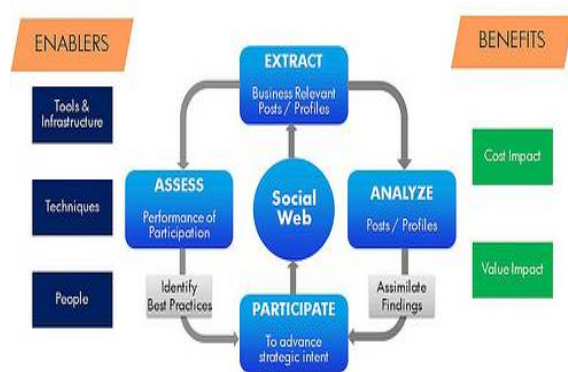 ENABLERS
Tools &
Infrastructure
Techniques
People
EXTRACT
Business Relevant
Posts / Profiles
ASSESS
Performance of
Participation
Social
Web
ANALYZE
Posts / Profiles
Identify
Best Practices
Assimilate
Findings
PARTICIPATE
To advance
strategic intent
BENEFITS
Cost Impact
Value Impact